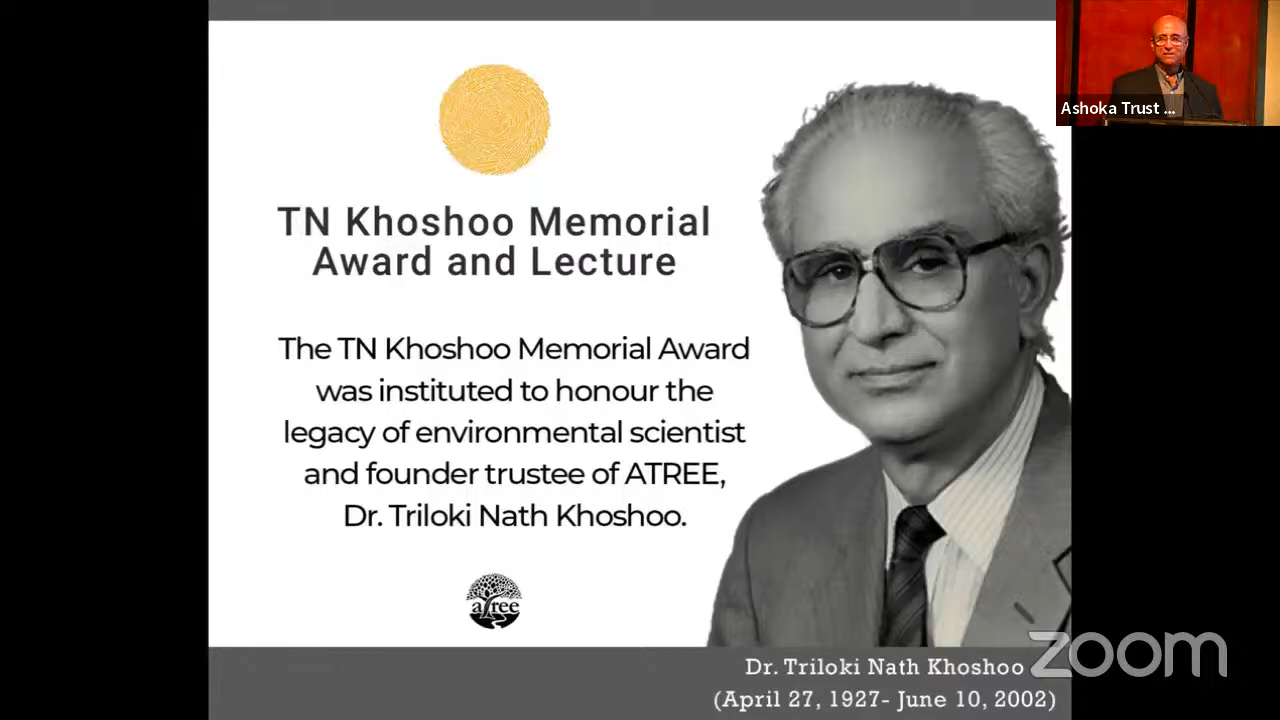 Ashoka Trust ...
TN Khoshoo Memorial
Award and Lecture
The TN Khoshoo Memorial Award
was instituted to honour the
legacy of environmental scientist
and founder trustee of ATREE,
Dr. Triloki Nath Khoshoo.
atree
Dr. Triloki Nath Khoshoo
(April 27, 1927- June 10, 2002)
zoom